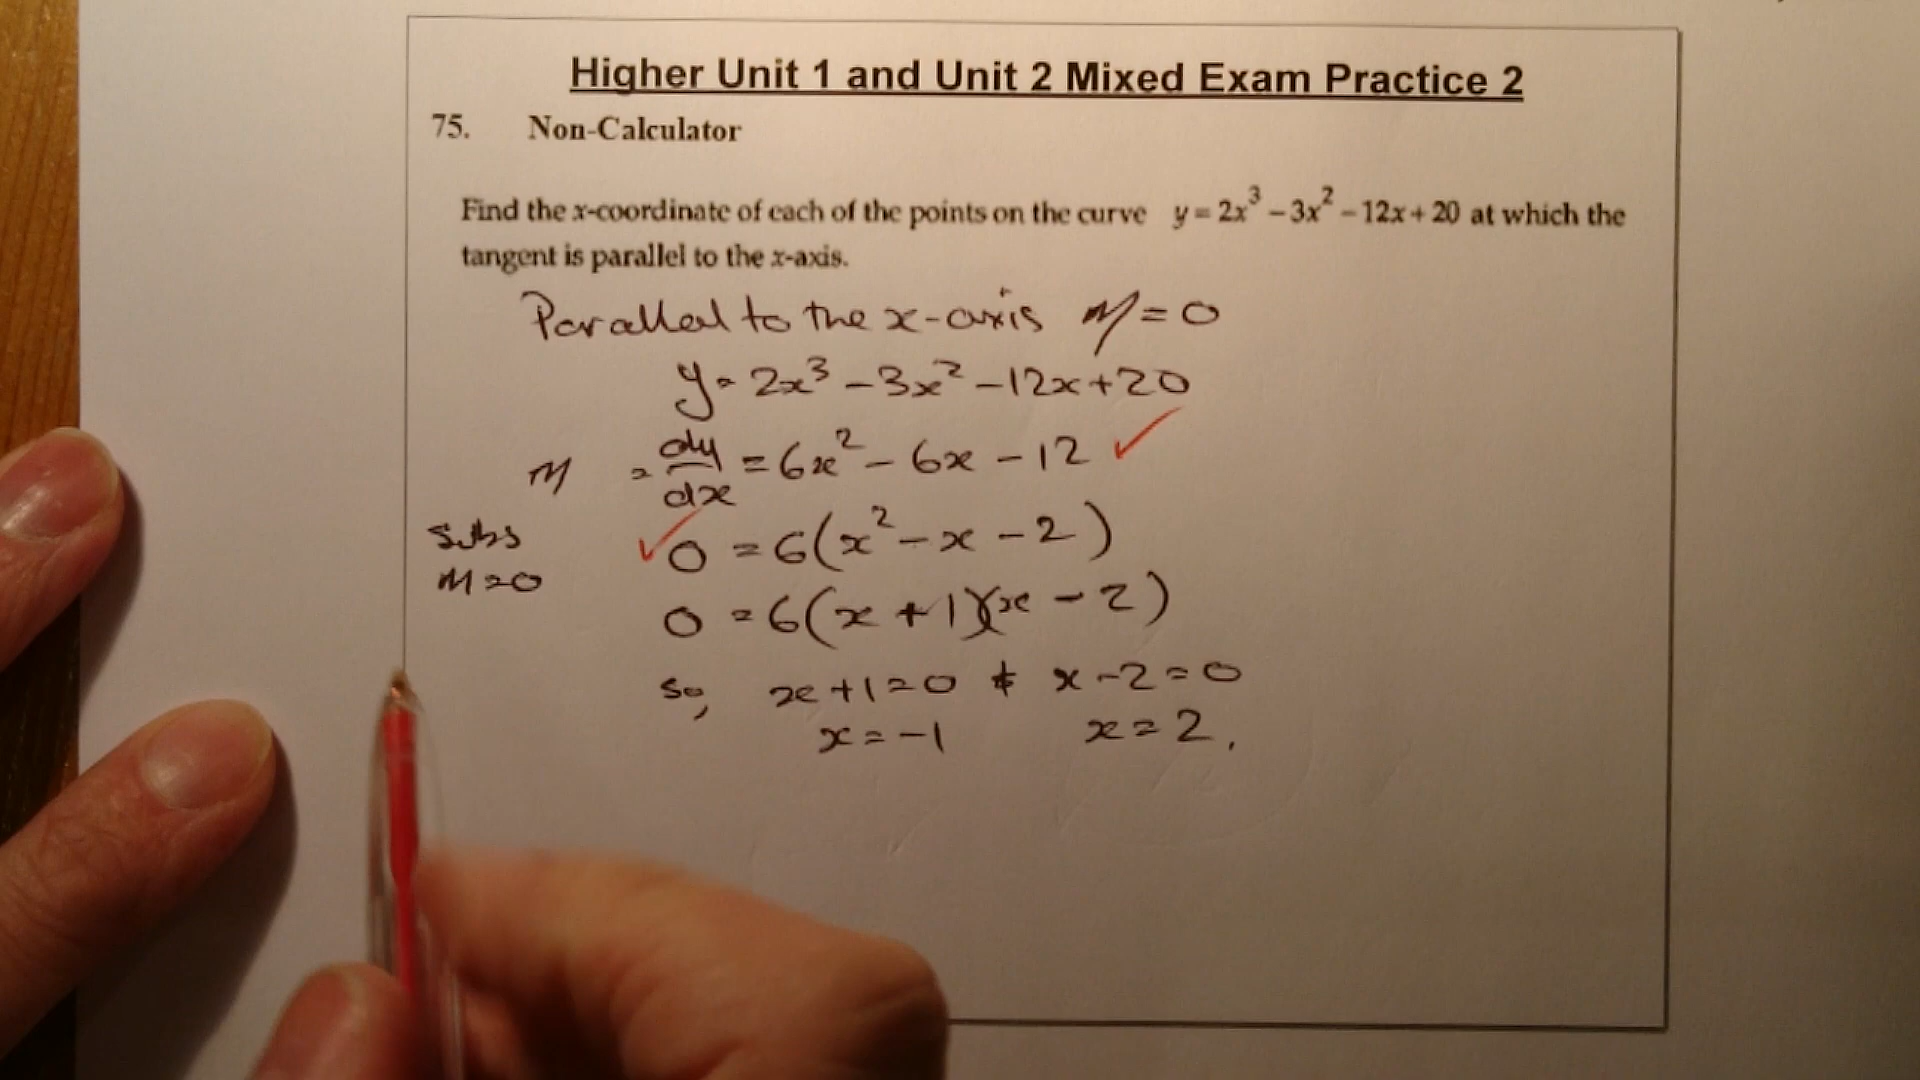 Higher Unit 1 and Unit 2 Mixed Exam Practice 2
75. Non-Calculator
Find the x-coordinate of each of the points on the curve y = 2x³ − 3x² − 12x + 20 at which the
tangent is parallel to the x-axis.
Parallel to the x-axis M = 0
y = 2x³ − 3x² − 12x + 20
M = dy/dx = 6x² − 6x − 12 ✓
Subs M = 0 ✓ 0 = 6(x² − x − 2)
0 = 6(x + 1)(x − 2)
So, x + 1 = 0 & x − 2 = 0
x = −1 x = 2.